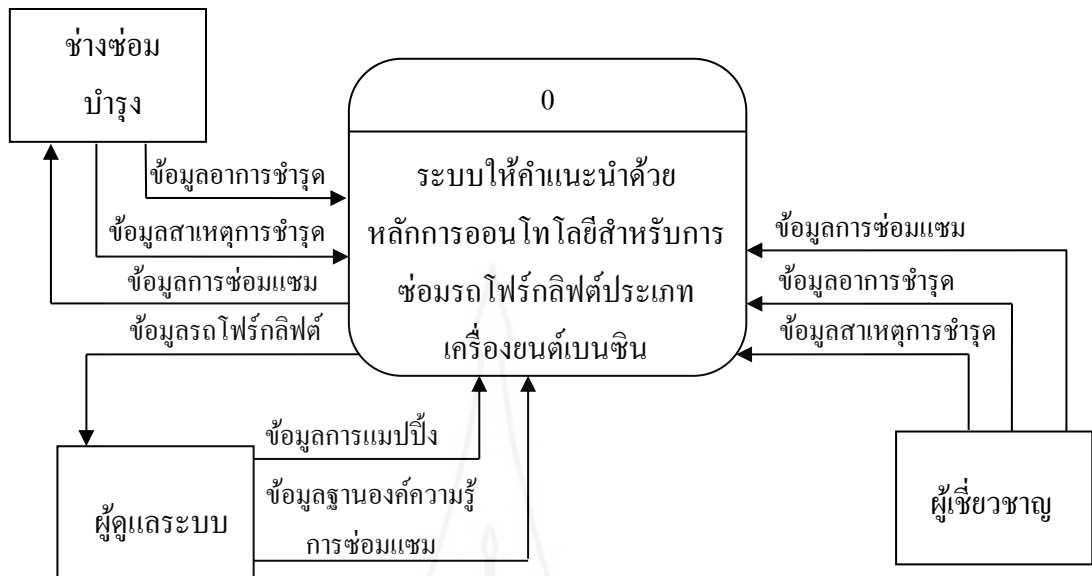 ช่างซ่อม
บำรุง
0
ระบบให้คำแนะนำด้วย
หลักการออนโทโลยีสำหรับการ
ซ่อมรถโฟร์กลิฟต์ประเภท
เครื่องยนต์เบนซิน
ข้อมูลอาการชำรุด
ข้อมูลสาเหตุการชำรุด
ข้อมูลการซ่อมแซม
ข้อมูลรถโฟร์กลิฟต์
ข้อมูลการซ่อมแซม
ข้อมูลอาการชำรุด
ข้อมูลสาเหตุการชำรุด
ข้อมูลการแมปปิ้ง
ข้อมูลฐานองค์ความรู้
การซ่อมแซม
ผู้ดูแลระบบ
ผู้เชี่ยวชาญ